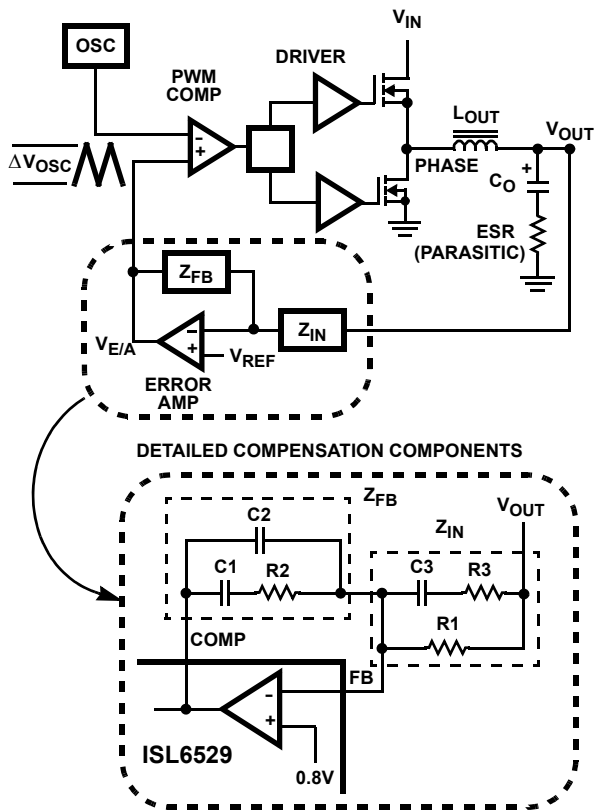 V_IN
OSC
DRIVER
PWM
COMP
L_OUT
V_OUT
ΔV_OSC
-
+
PHASE
+
C_O
ESR
(PARASITIC)
Z_FB
-
+
Z_IN
V_E/A
V_REF
ERROR
AMP
DETAILED COMPENSATION COMPONENTS
Z_FB
V_OUT
C2
Z_IN
C1
R2
C3
R3
R1
COMP
FB
-
+
ISL6529
0.8V